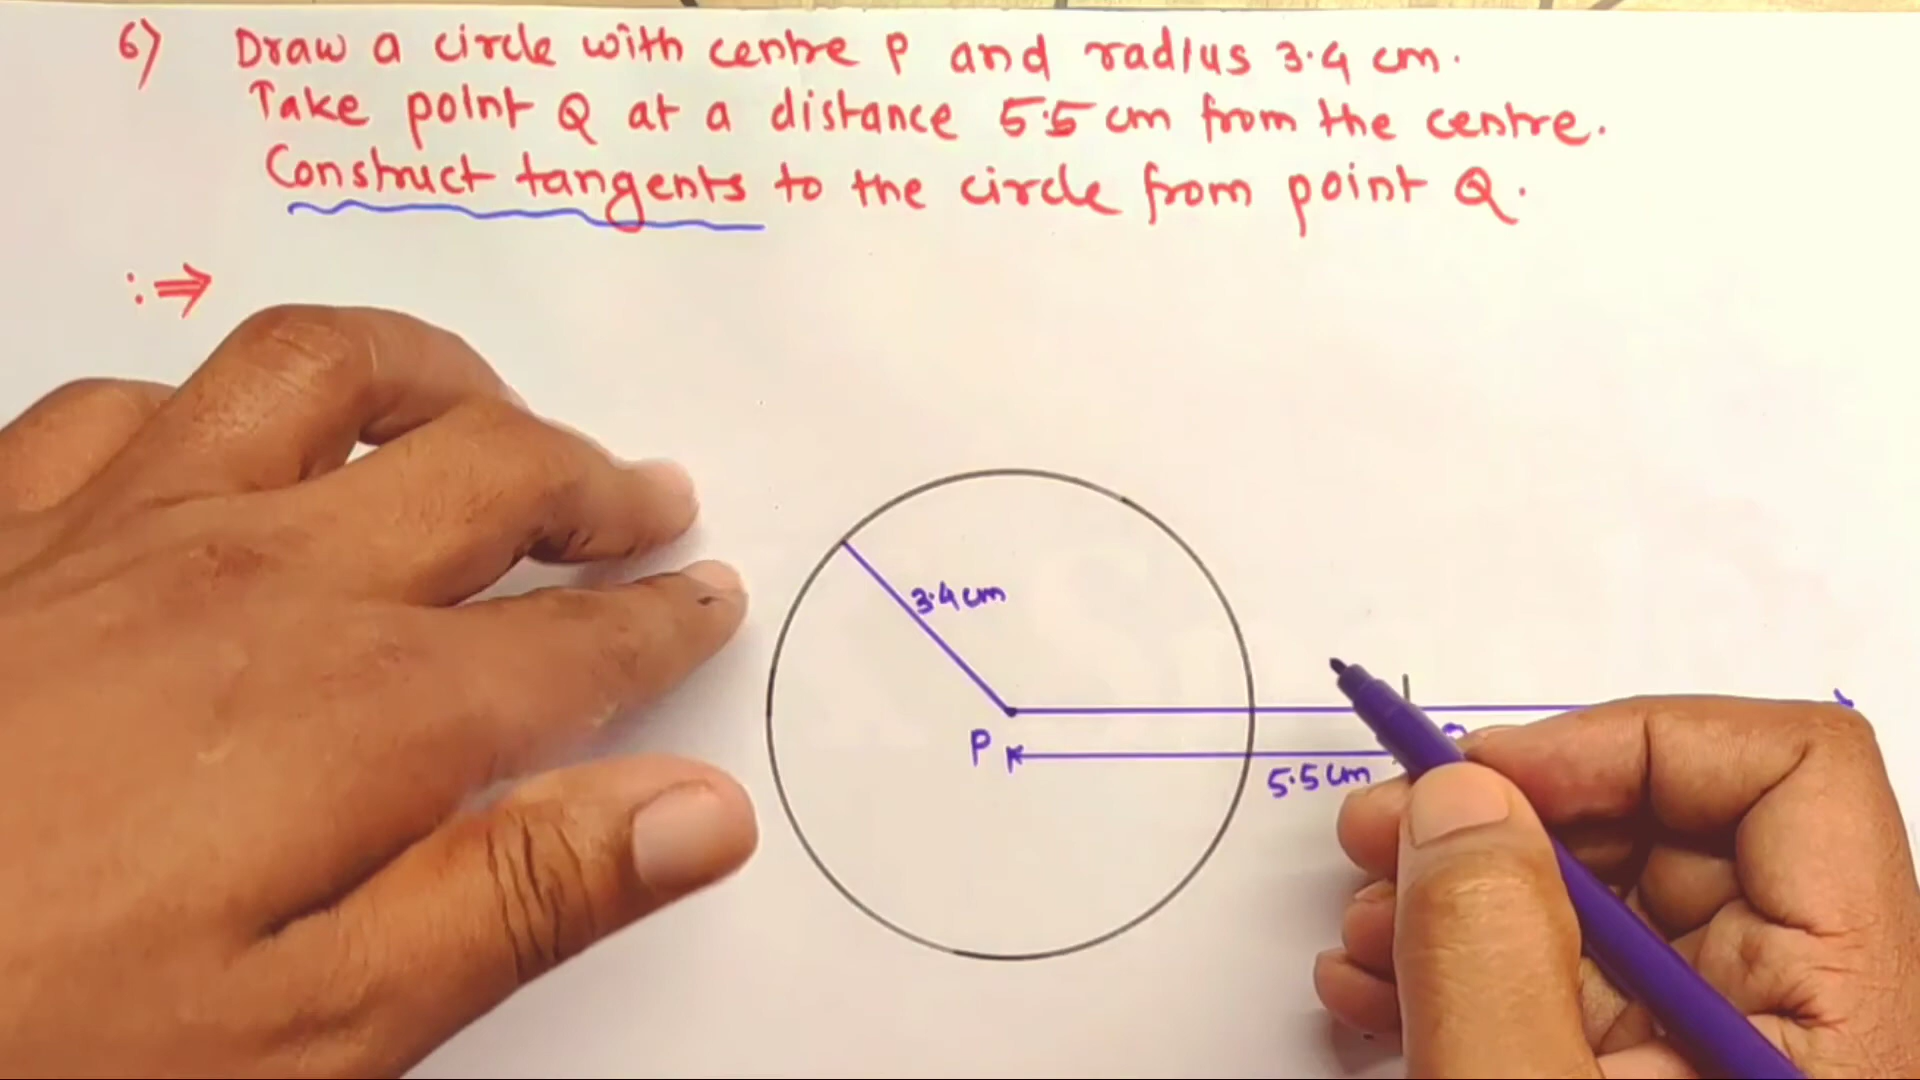 6) Draw a circle with centre P and radius 3.4 cm.
Take point Q at a distance 5.5 cm from the centre.
Construct tangents to the circle from point Q.
:⇒
3.4 cm
P
5.5 cm